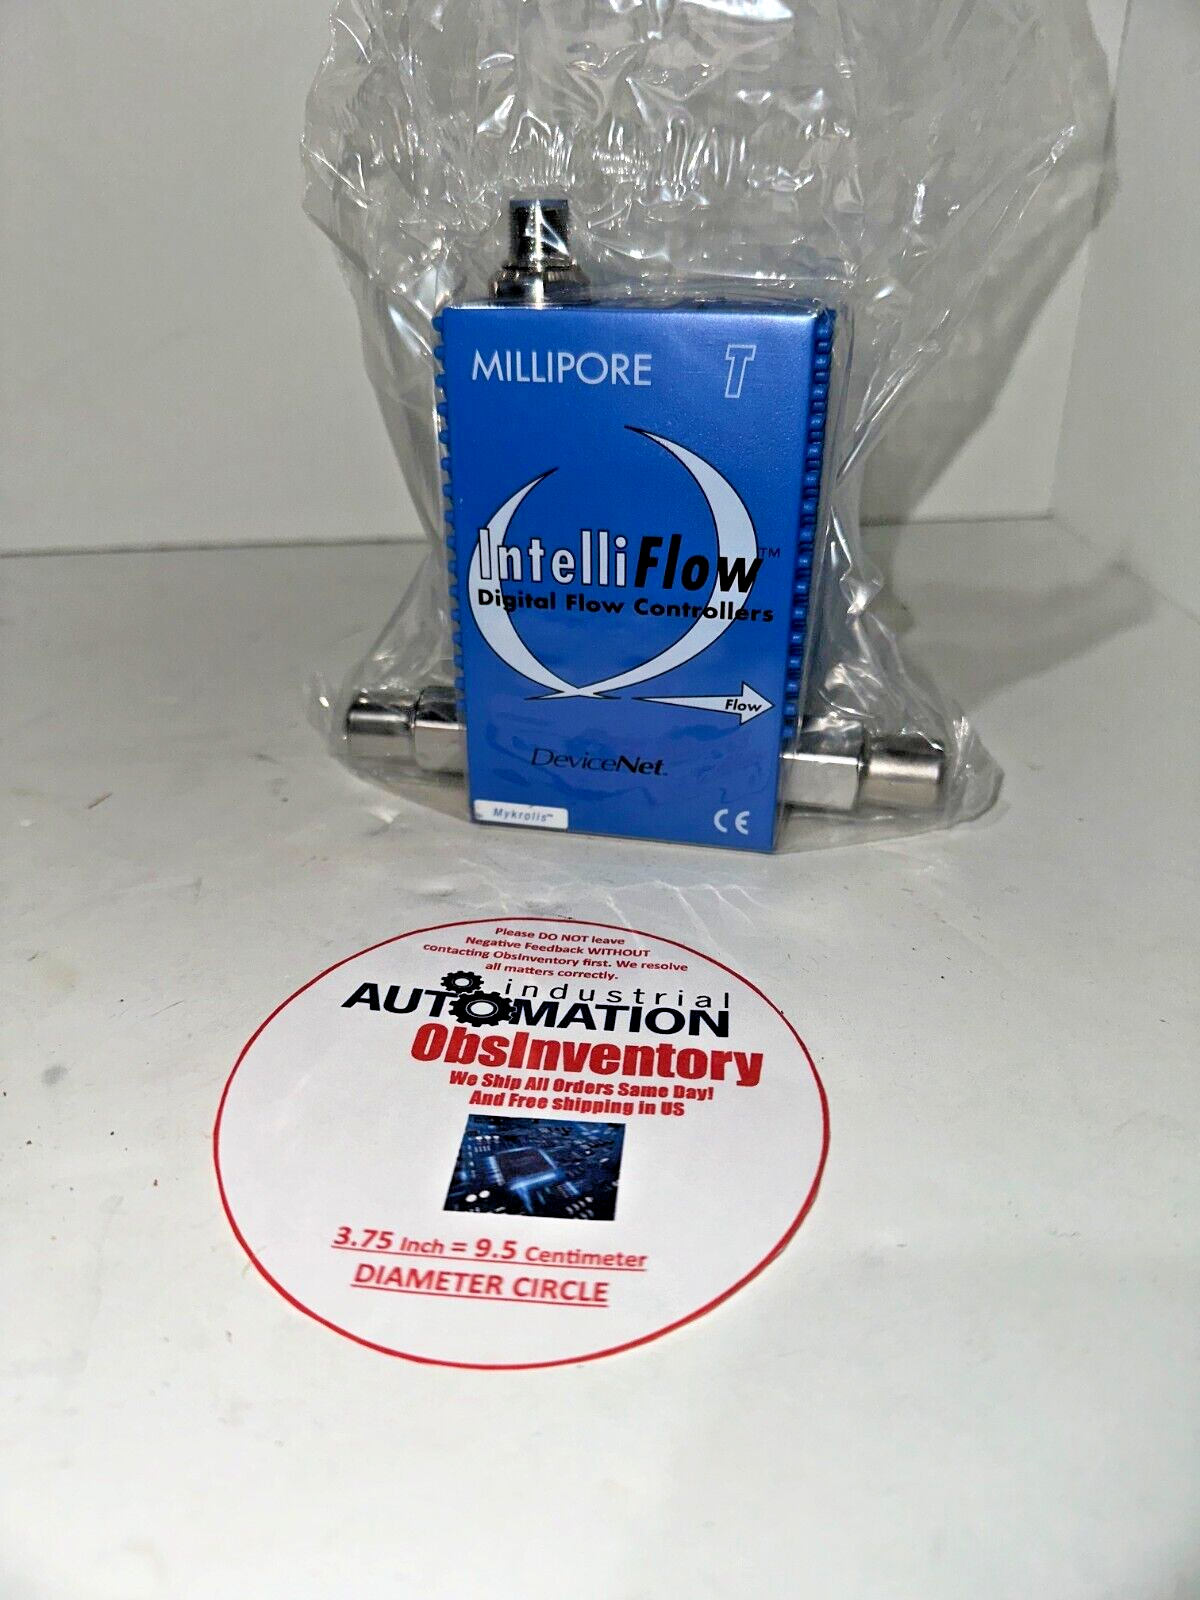 MILLIPORE T
IntelliFlow™
Digital Flow Controllers
Flow
DeviceNet.
Mykrolis™ CE
Please DO NOT leave
Negative Feedback WITHOUT
contacting ObsInventory first. We resolve
all matters correctly.
industrial
AUTOMATION
ObsInventory
We Ship All Orders Same Day!
And Free shipping in US
3.75 Inch = 9.5 Centimeter
DIAMETER CIRCLE